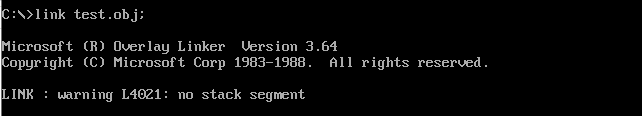 C:\>link test.obj;
Microsoft (R) Overlay Linker  Version 3.64
Copyright (C) Microsoft Corp 1983-1988.  All rights reserved.
LINK : warning L4021: no stack segment